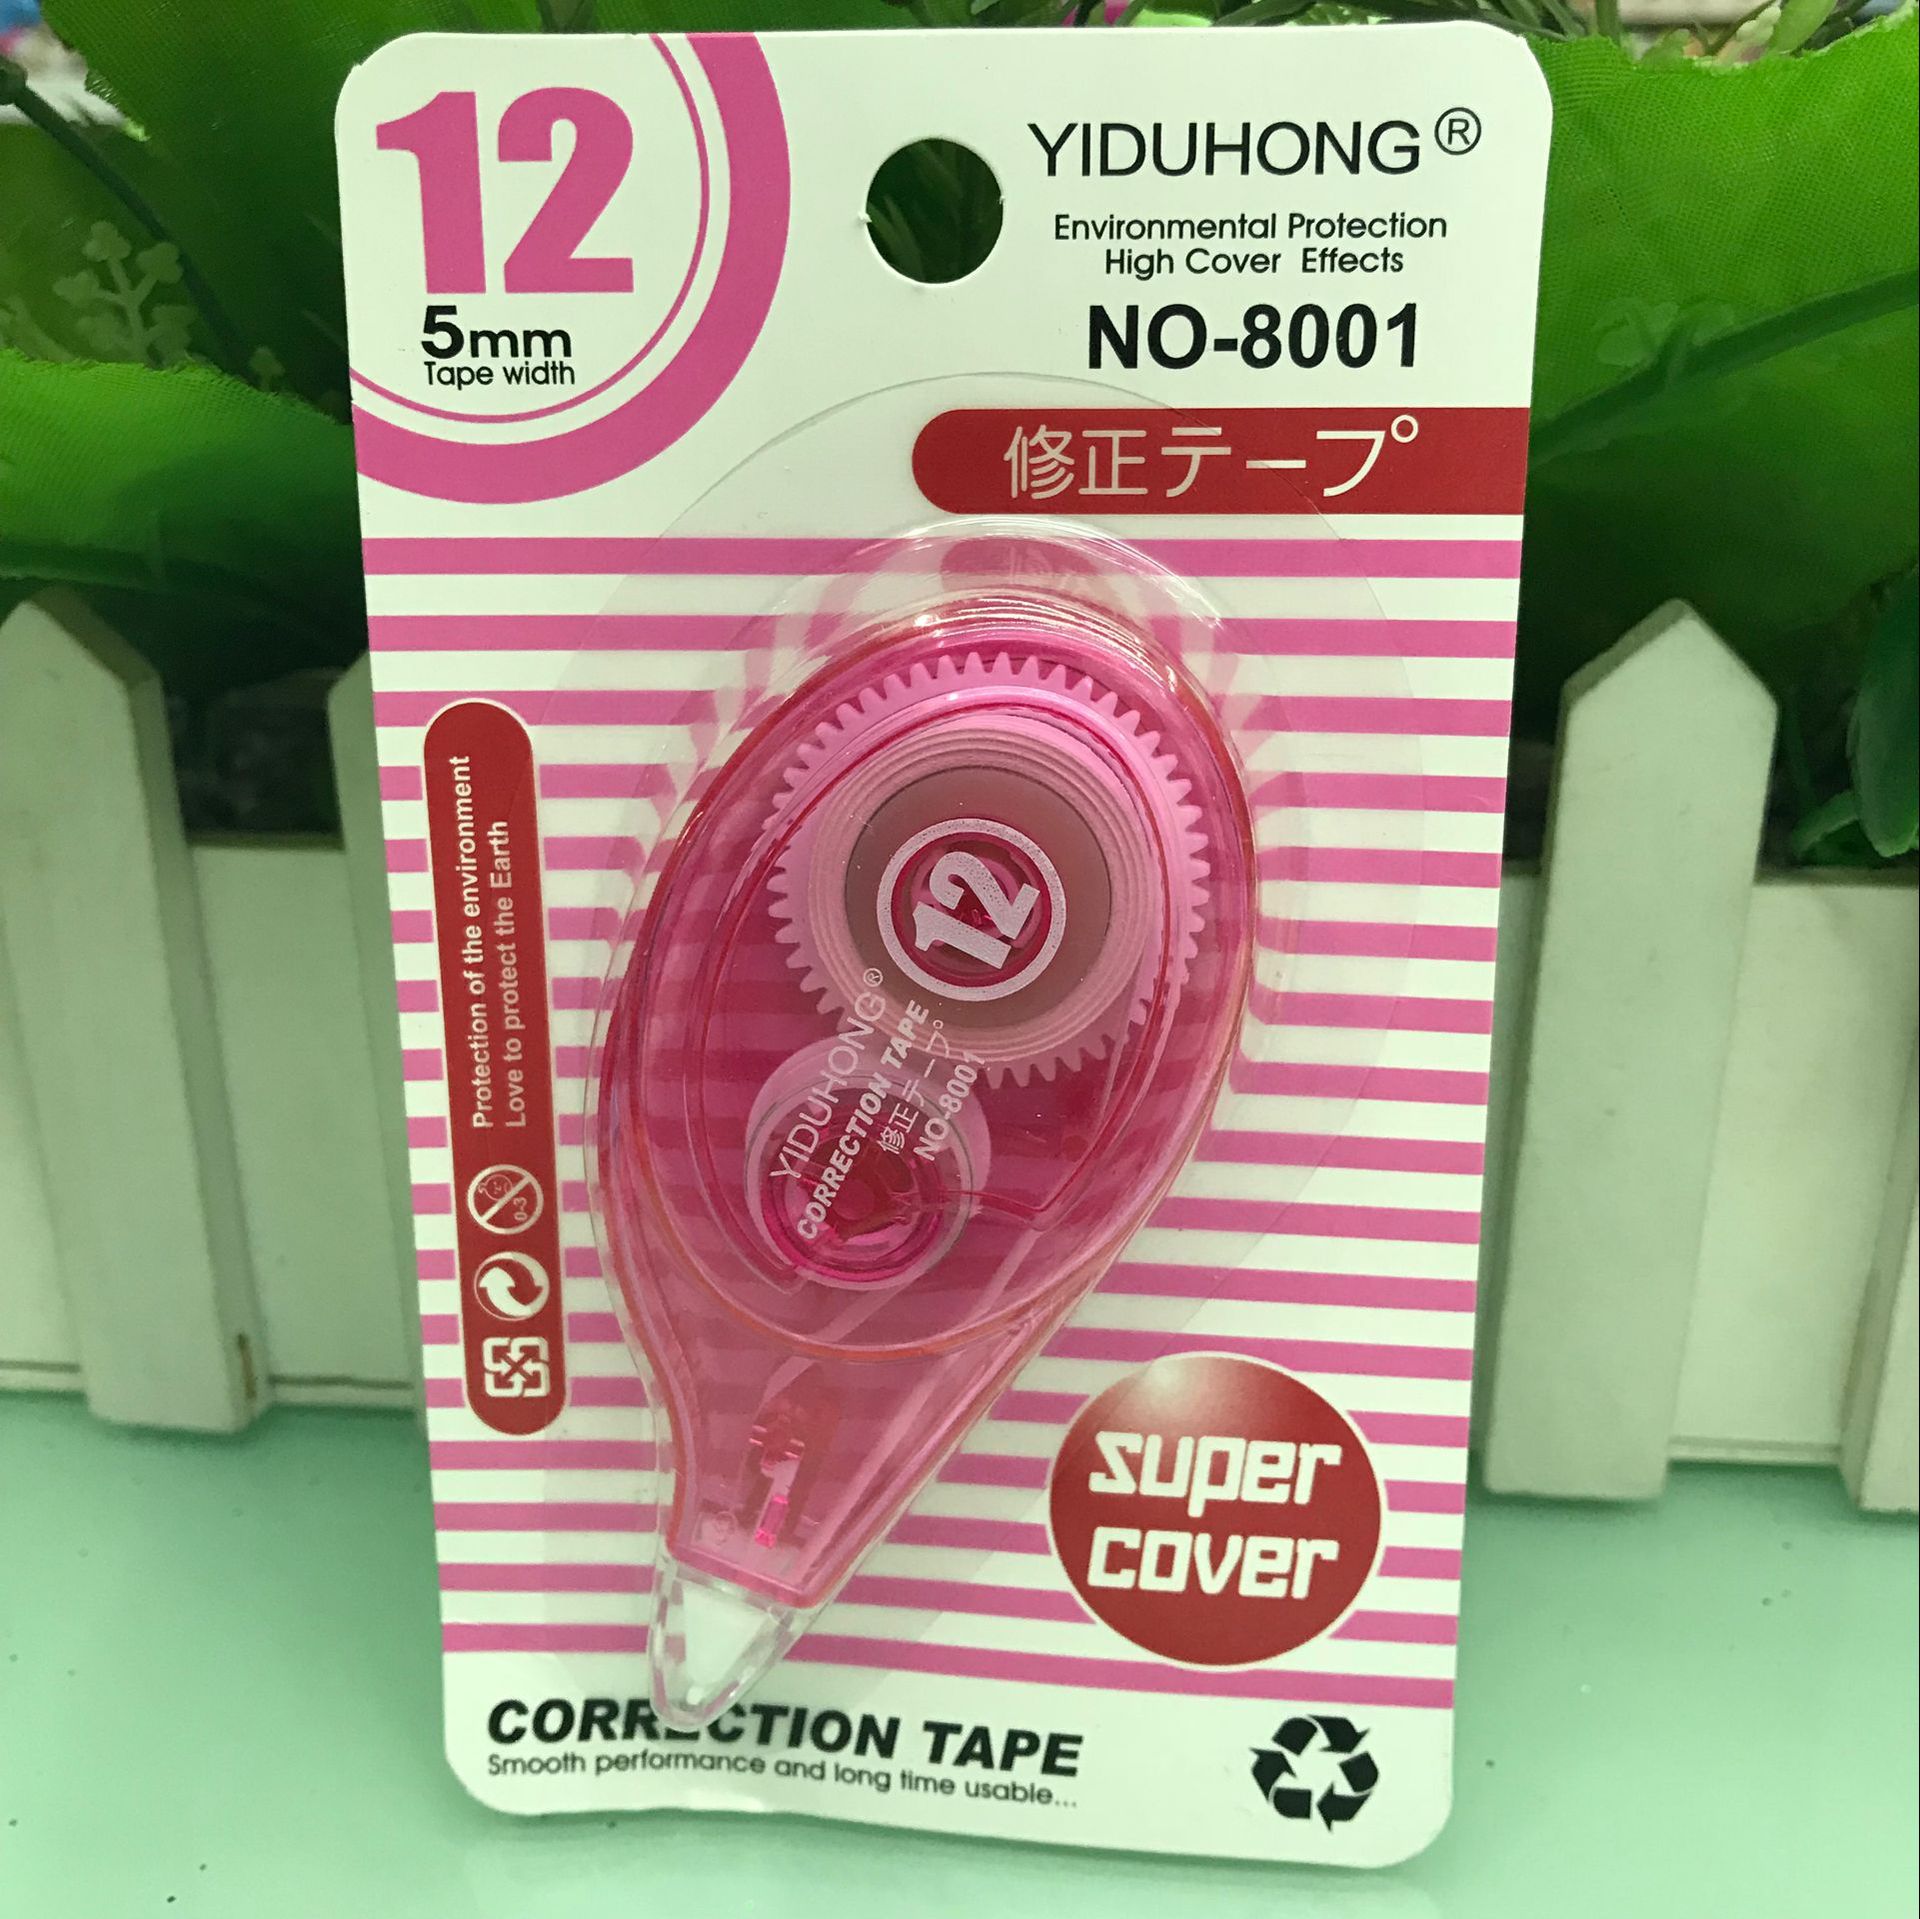 12
5mm
Tape width
YIDUHONG®
Environmental Protection
High Cover Effects
NO-8001
修正テープ
Protection of the environment
Love to protect the Earth
0-3
12
YIDUHONG®
CORRECTION TAPE
修正テープ
NO-8001
super
cover
CORRECTION TAPE
Smooth performance and long time usable...